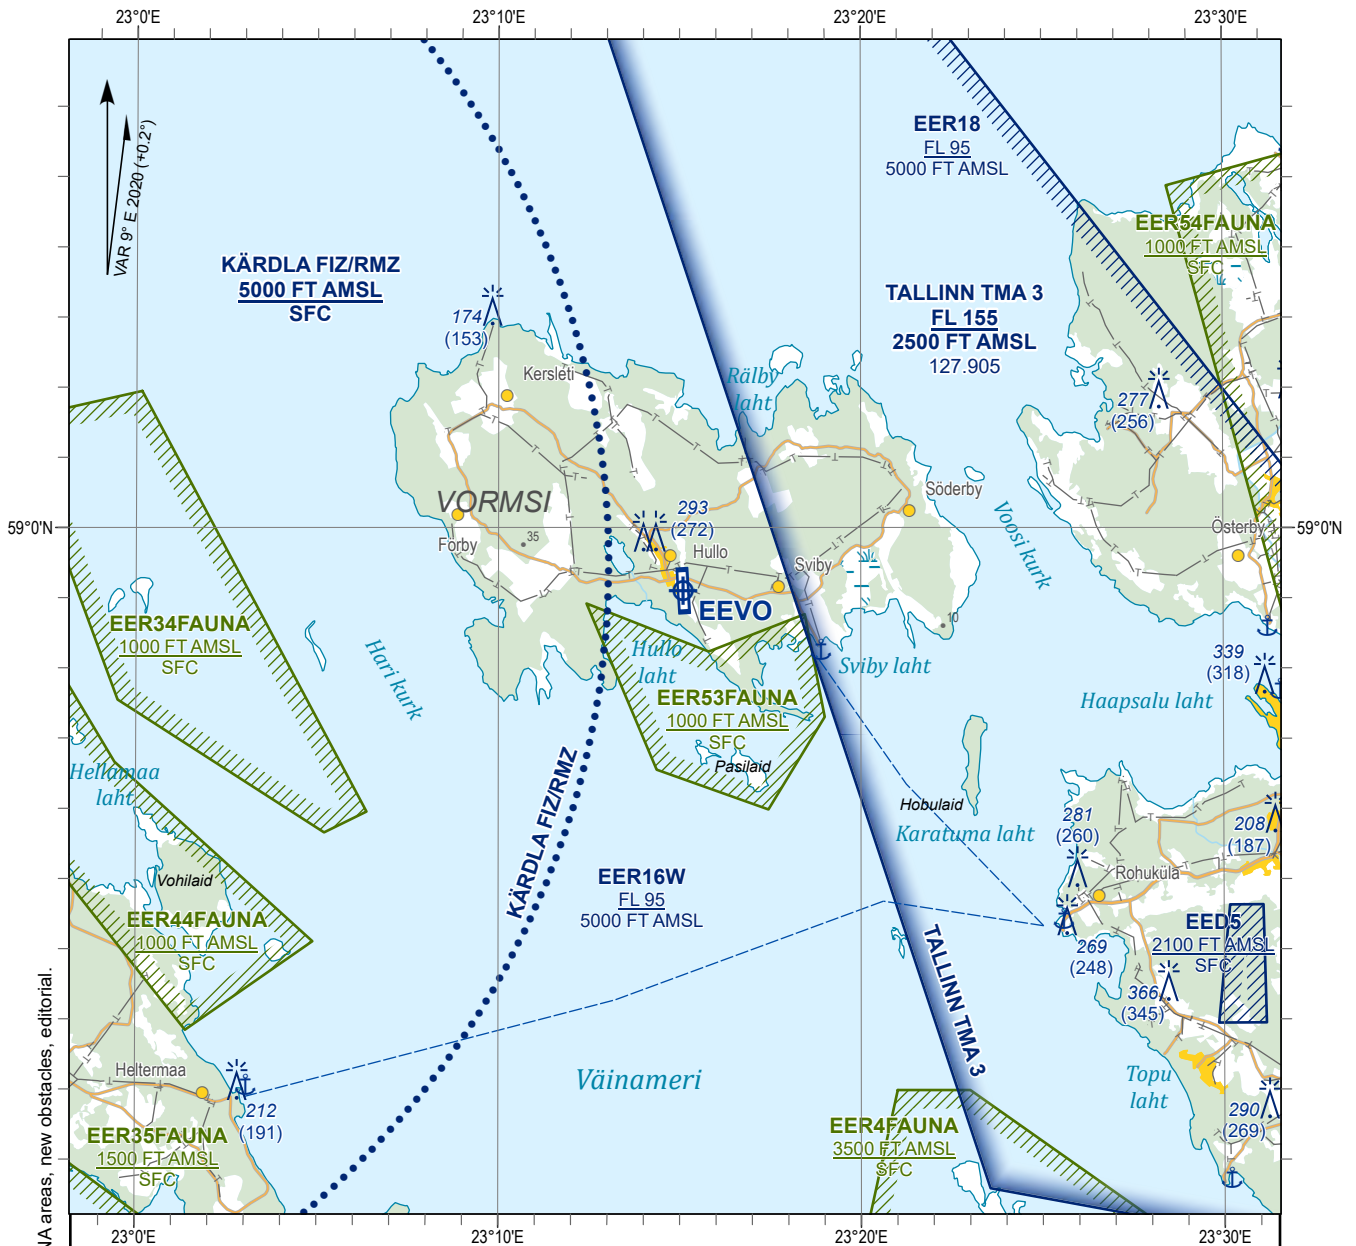 23°0'E
23°10'E
23°20'E
23°30'E
VAR 9° E 2020 (+0.2°)
EER18
FL 95
5000 FT AMSL
EER54FAUNA
1000 FT AMSL
SFC
KÄRDLA FIZ/RMZ
5000 FT AMSL
SFC
TALLINN TMA 3
FL 155
2500 FT AMSL
127.905
174
(153)
Kersleti
Rälby
laht
277
(256)
VORMSI
293
(272)
Söderby
Voosi kurk
59°0'N
59°0'N
Österby
Förby
35
Hullo
Sviby
EEVO
10
EER34FAUNA
1000 FT AMSL
SFC
Hari kurk
Hullo
laht
Sviby laht
339
(318)
EER53FAUNA
1000 FT AMSL
SFC
Haapsalu laht
Pasilaid
Hellamaa
laht
KÄRDLA FIZ/RMZ
Hobulaid
Karatuma laht
281
(260)
208
(187)
Vohilaid
EER16W
FL 95
5000 FT AMSL
Rohuküla
EER44FAUNA
1000 FT AMSL
SFC
EED5
2100 FT AMSL
SFC
269
(248)
TALLINN TMA 3
366
(345)
Heltermaa
212
(191)
Väinameri
Topu
laht
290
(269)
EER35FAUNA
1500 FT AMSL
SFC
EER4FAUNA
3500 FT AMSL
SFC
NA areas, new obstacles, editorial.
23°0'E
23°10'E
23°20'E
23°30'E